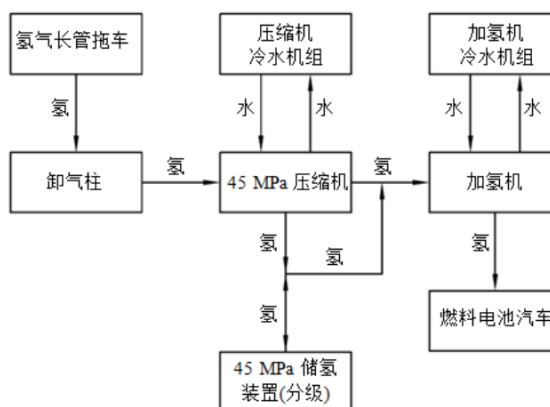 氢气长管拖车
压缩机
冷水机组
加氢机
冷水机组
氢
水
水
水
水
卸气柱
氢
45 MPa 压缩机
氢
加氢机
氢
氢
氢
燃料电池汽车
氢
45 MPa 储氢
装置(分级)